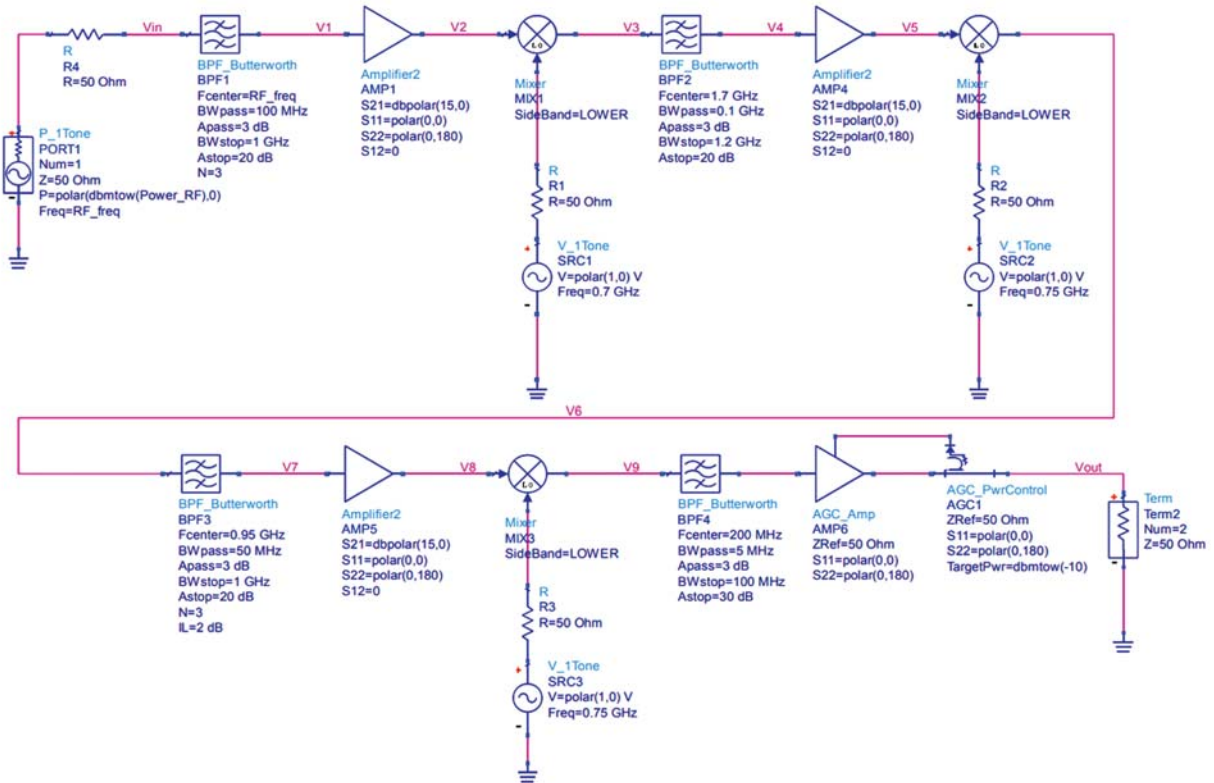 Vin
V1
V2
V3
V4
V5
R
R4
R=50 Ohm
P_1Tone
PORT1
Num=1
Z=50 Ohm
P=polar(dbmtow(Power_RF),0)
Freq=RF_freq
BPF_Butterworth
BPF1
Fcenter=RF_freq
BWpass=100 MHz
Apass=3 dB
BWstop=1 GHz
Astop=20 dB
N=3
Amplifier2
AMP1
S21=dbpolar(15,0)
S11=polar(0,0)
S22=polar(0,180)
S12=0
LO
Mixer
MIX1
SideBand=LOWER
R
R1
R=50 Ohm
V_1Tone
SRC1
V=polar(1,0) V
Freq=0.7 GHz
BPF_Butterworth
BPF2
Fcenter=1.7 GHz
BWpass=0.1 GHz
Apass=3 dB
BWstop=1.2 GHz
Astop=20 dB
Amplifier2
AMP4
S21=dbpolar(15,0)
S11=polar(0,0)
S22=polar(0,180)
S12=0
LO
Mixer
MIX2
SideBand=LOWER
R
R2
R=50 Ohm
V_1Tone
SRC2
V=polar(1,0) V
Freq=0.75 GHz
V6
V7
V8
V9
Vout
BPF_Butterworth
BPF3
Fcenter=0.95 GHz
BWpass=50 MHz
Apass=3 dB
BWstop=1 GHz
Astop=20 dB
N=3
IL=2 dB
Amplifier2
AMP5
S21=dbpolar(15,0)
S11=polar(0,0)
S22=polar(0,180)
S12=0
LO
Mixer
MIX3
SideBand=LOWER
R
R3
R=50 Ohm
V_1Tone
SRC3
V=polar(1,0) V
Freq=0.75 GHz
BPF_Butterworth
BPF4
Fcenter=200 MHz
BWpass=5 MHz
Apass=3 dB
BWstop=100 MHz
Astop=30 dB
AGC_Amp
AMP6
ZRef=50 Ohm
S11=polar(0,0)
S22=polar(0,180)
AGC_PwrControl
AGC1
ZRef=50 Ohm
S11=polar(0,0)
S22=polar(0,180)
TargetPwr=dbmtow(-10)
Term
Term2
Num=2
Z=50 Ohm